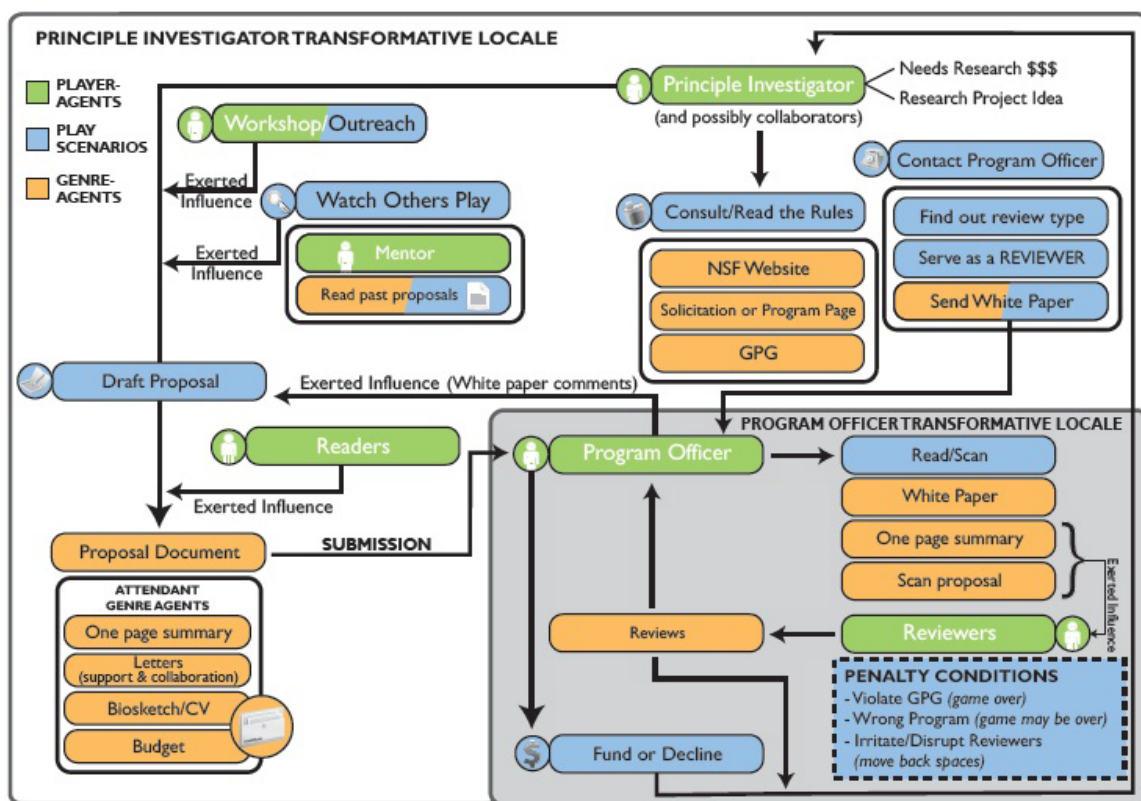 PRINCIPLE INVESTIGATOR TRANSFORMATIVE LOCALE
PLAYER-
AGENTS
PLAY
SCENARIOS
GENRE-
AGENTS
Principle Investigator
(and possibly collaborators)
Needs Research $$$
Research Project Idea
Workshop/Outreach
Exerted
Influence
Watch Others Play
Exerted
Influence
Mentor
Read past proposals
Consult/Read the Rules
NSF Website
Solicitation or Program Page
GPG
Contact Program Officer
Find out review type
Serve as a REVIEWER
Send White Paper
Draft Proposal
Exerted Influence (White paper comments)
Readers
Exerted Influence
Proposal Document
SUBMISSION
ATTENDANT
GENRE AGENTS
One page summary
Letters
(support & collaboration)
Biosketch/CV
Budget
PROGRAM OFFICER TRANSFORMATIVE LOCALE
Program Officer
Read/Scan
White Paper
One page summary
Scan proposal
Exerted Influence
Reviewers
Reviews
Fund or Decline
$
PENALTY CONDITIONS
- Violate GPG (game over)
- Wrong Program (game may be over)
- Irritate/Disrupt Reviewers
(move back spaces)